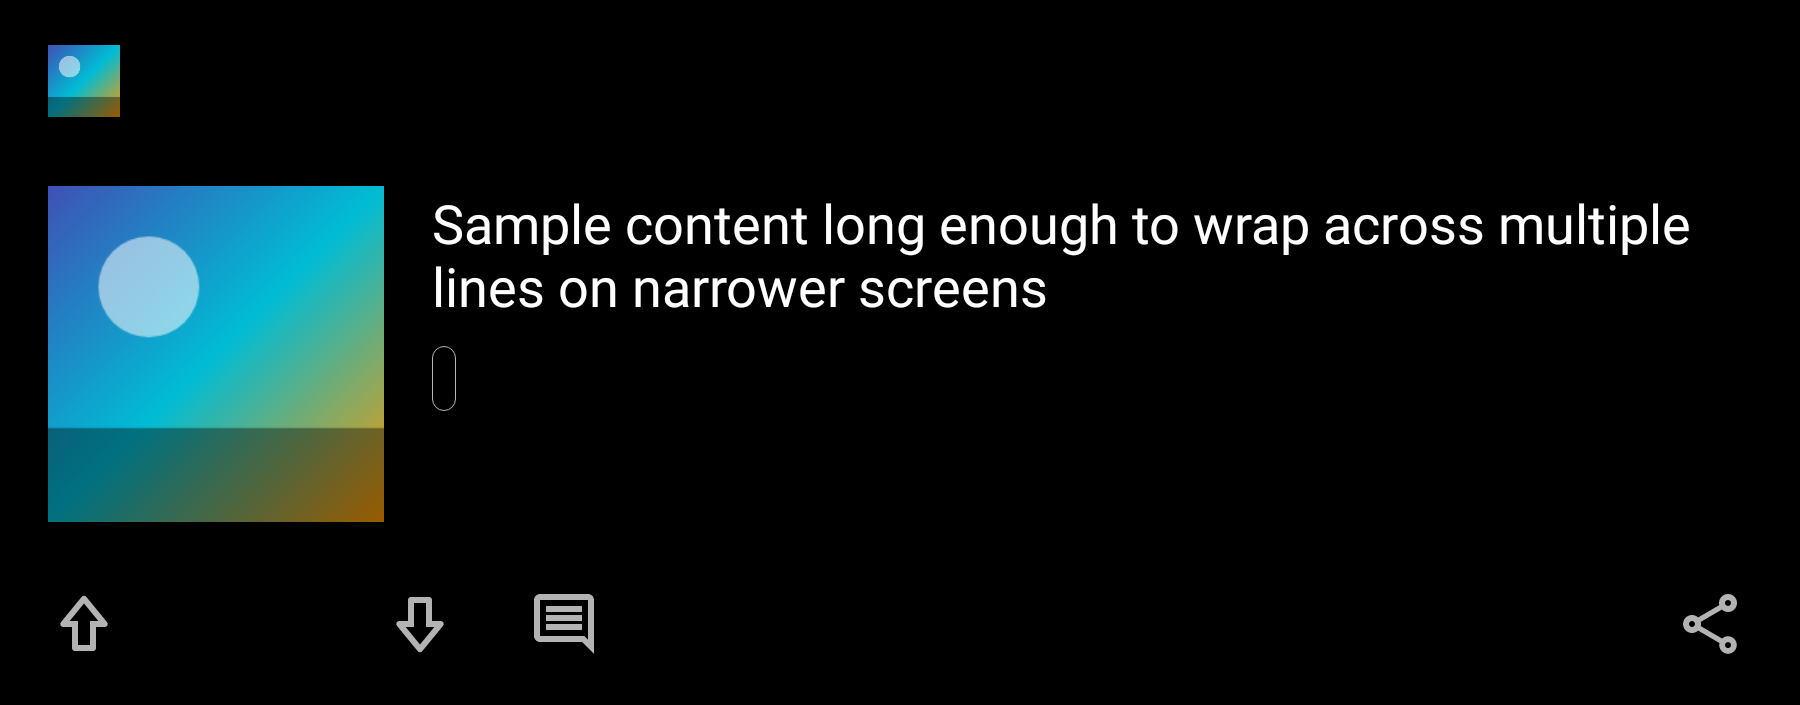 Sample content long enough to wrap across multiple
lines on narrower screens